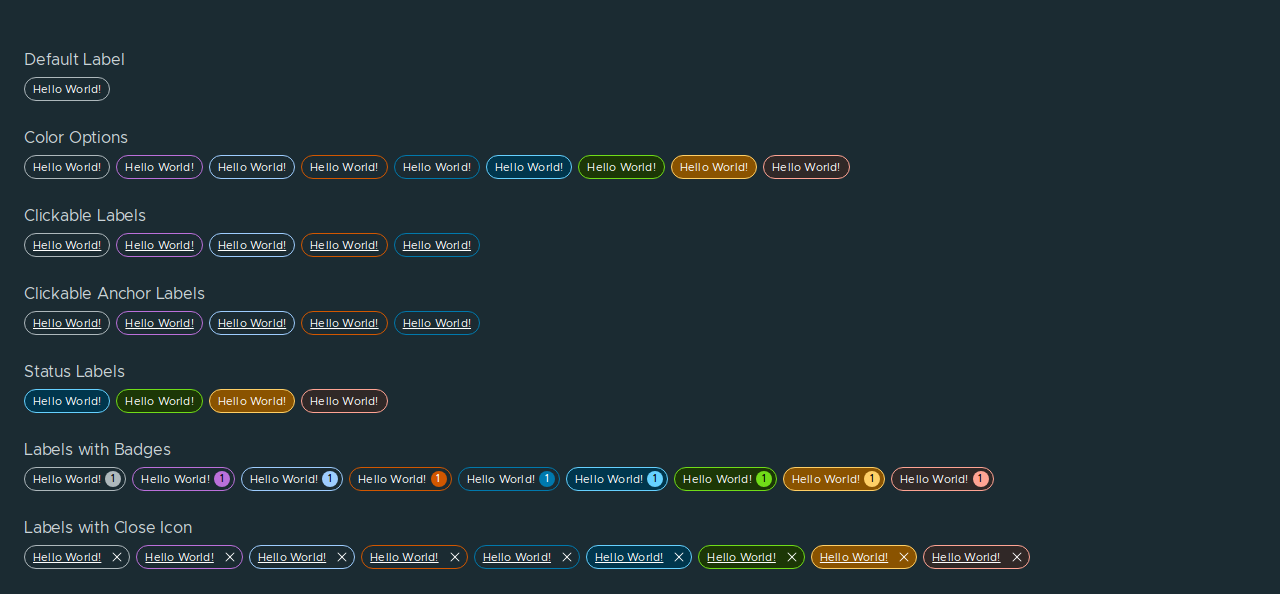 Default Label
Hello World!
Color Options
Hello World! Hello World! Hello World! Hello World! Hello World! Hello World! Hello World! Hello World! Hello World!
Clickable Labels
Hello World! Hello World! Hello World! Hello World! Hello World!
Clickable Anchor Labels
Hello World! Hello World! Hello World! Hello World! Hello World!
Status Labels
Hello World! Hello World! Hello World! Hello World!
Labels with Badges
Hello World! 1 Hello World! 1 Hello World! 1 Hello World! 1 Hello World! 1 Hello World! 1 Hello World! 1 Hello World! 1 Hello World! 1
Labels with Close Icon
Hello World! Hello World! Hello World! Hello World! Hello World! Hello World! Hello World! Hello World! Hello World!